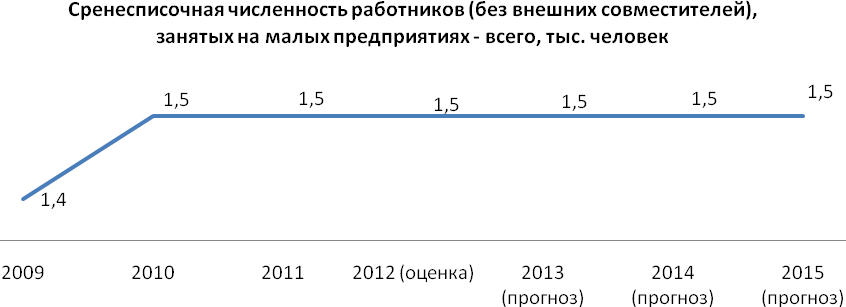 Сренесписочная численность работников (без внешних совместителей),
занятых на малых предприятиях - всего, тыс. человек
1,5
1,5
1,5
1,5
1,5
1,5
1,4
2009
2010
2011
2012 (оценка)
2013
(прогноз)
2014
(прогноз)
2015
(прогноз)